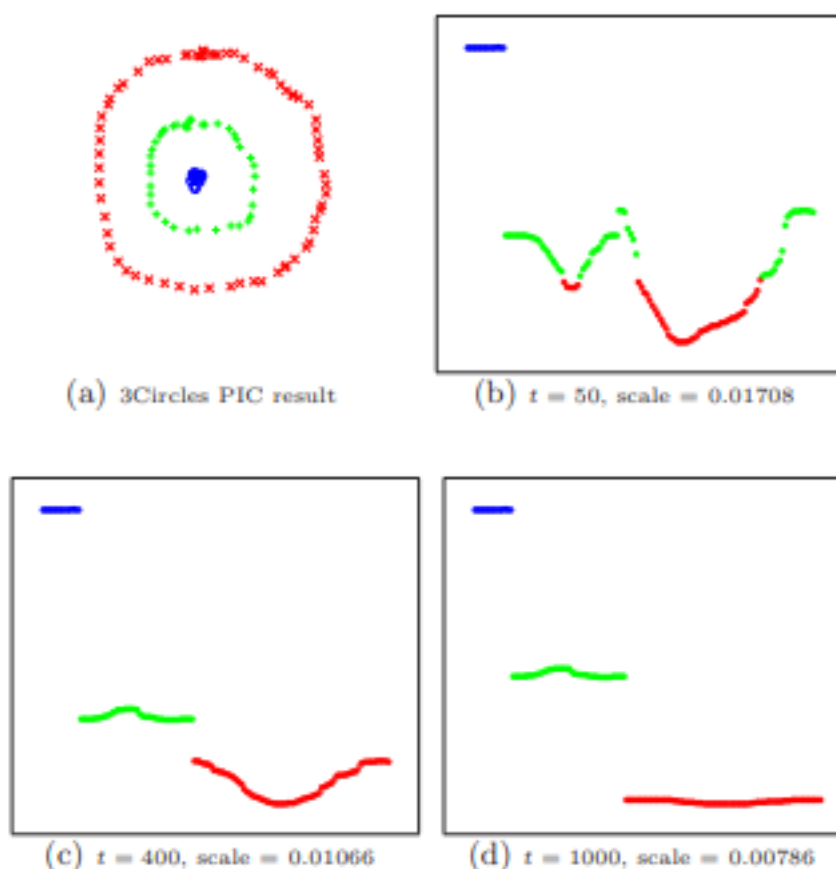 (a) 3Circles PIC result
(b) t = 50, scale = 0.01708
(c) t = 400, scale = 0.01066
(d) t = 1000, scale = 0.00786